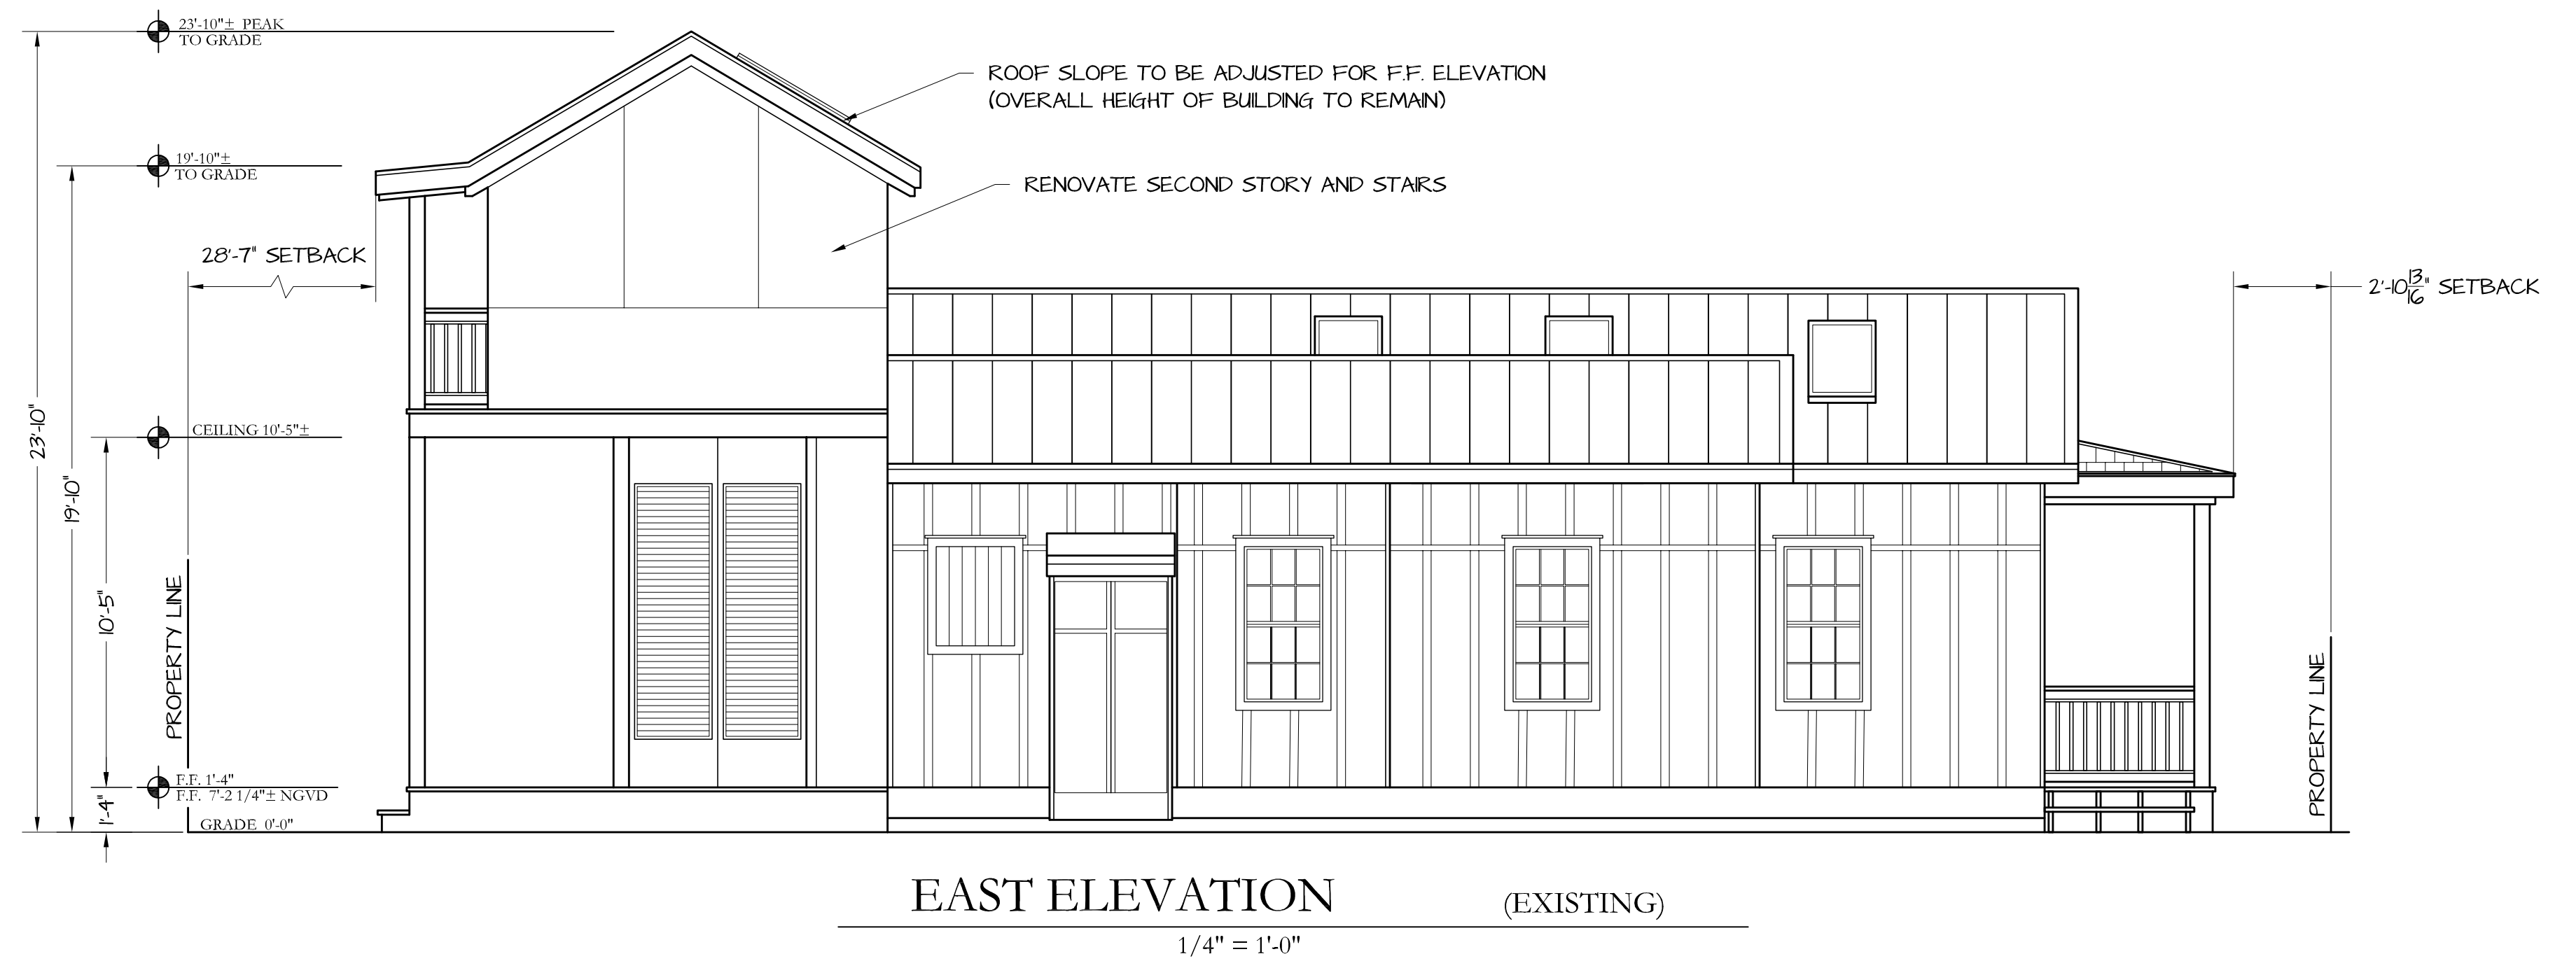 23'-10"± PEAK
TO GRADE
ROOF SLOPE TO BE ADJUSTED FOR F.F. ELEVATION
(OVERALL HEIGHT OF BUILDING TO REMAIN)
19'-10"±
TO GRADE
RENOVATE SECOND STORY AND STAIRS
28'-7" SETBACK
2'-10 13/16" SETBACK
23'-10"
19'-10"
CEILING 10'-5"±
10'-5"
PROPERTY LINE
PROPERTY LINE
F.F. 1'-4"
F.F. 7'-2 1/4"± NGVD
1'-4"
GRADE 0'-0"
EAST ELEVATION (EXISTING)
1/4" = 1'-0"